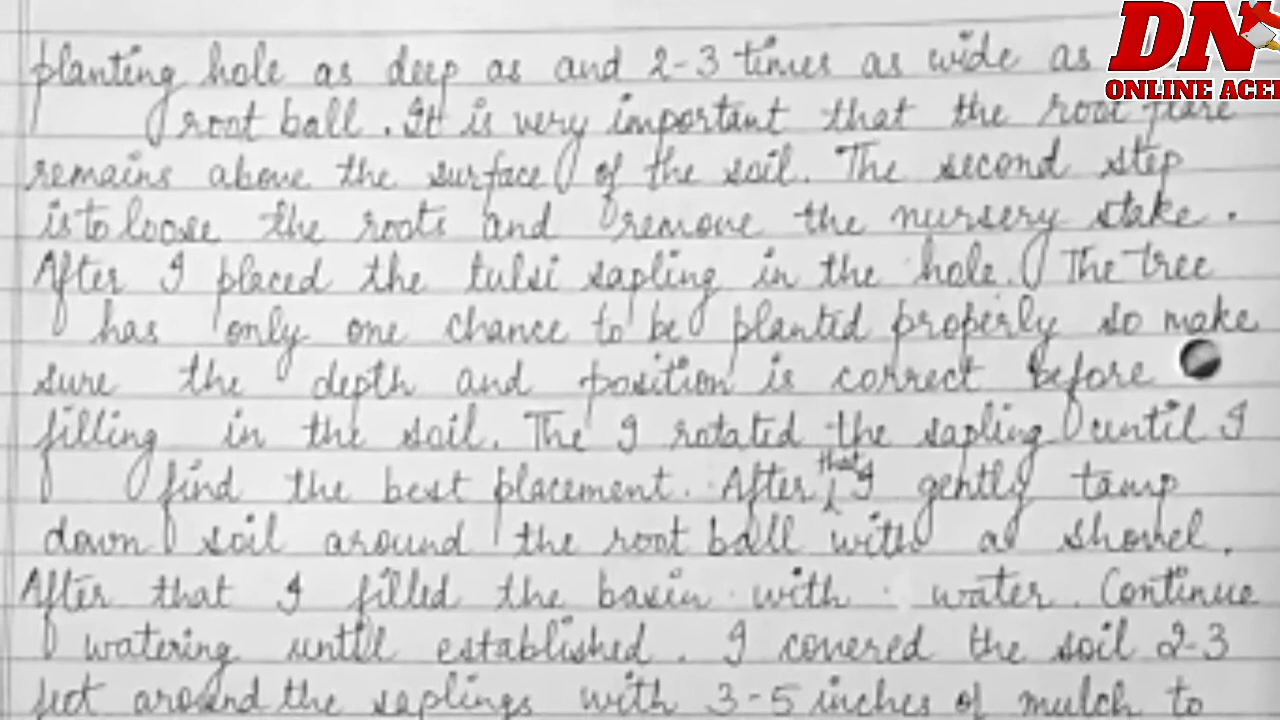 DN
ONLINE ACE
planting hole as deep as and 2-3 times as wide as
root ball. It is very important that the root flare
remains above the surface of the soil. The second step
is to loose the roots and remove the nursery stake.
After I placed the tulsi sapling in the hole. The tree
has only one chance to be planted properly so make
sure the depth and position is correct before
filling in the soil. The I rotated the sapling until I
find the best placement. After that I gently tamp
down soil around the root ball with a shovel.
After that I filled the basin with water. Continue
watering until established. I covered the soil 2-3
feet around the saplings with 3-5 inches of mulch to